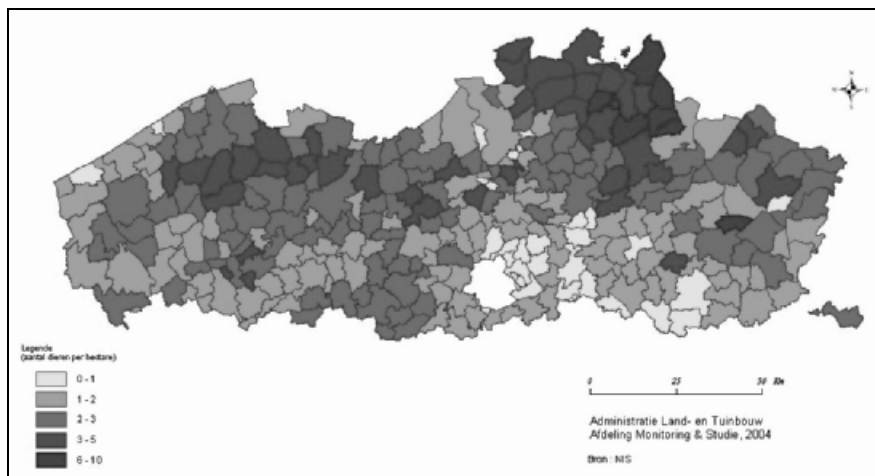 Legende
(aantal dieren per hectare)
0 - 1
1 - 2
2 - 3
3 - 5
6 - 10
0 25 50 Km
Administratie Land- en Tuinbouw
Afdeling Monitoring & Studie, 2004
Bron : NIS